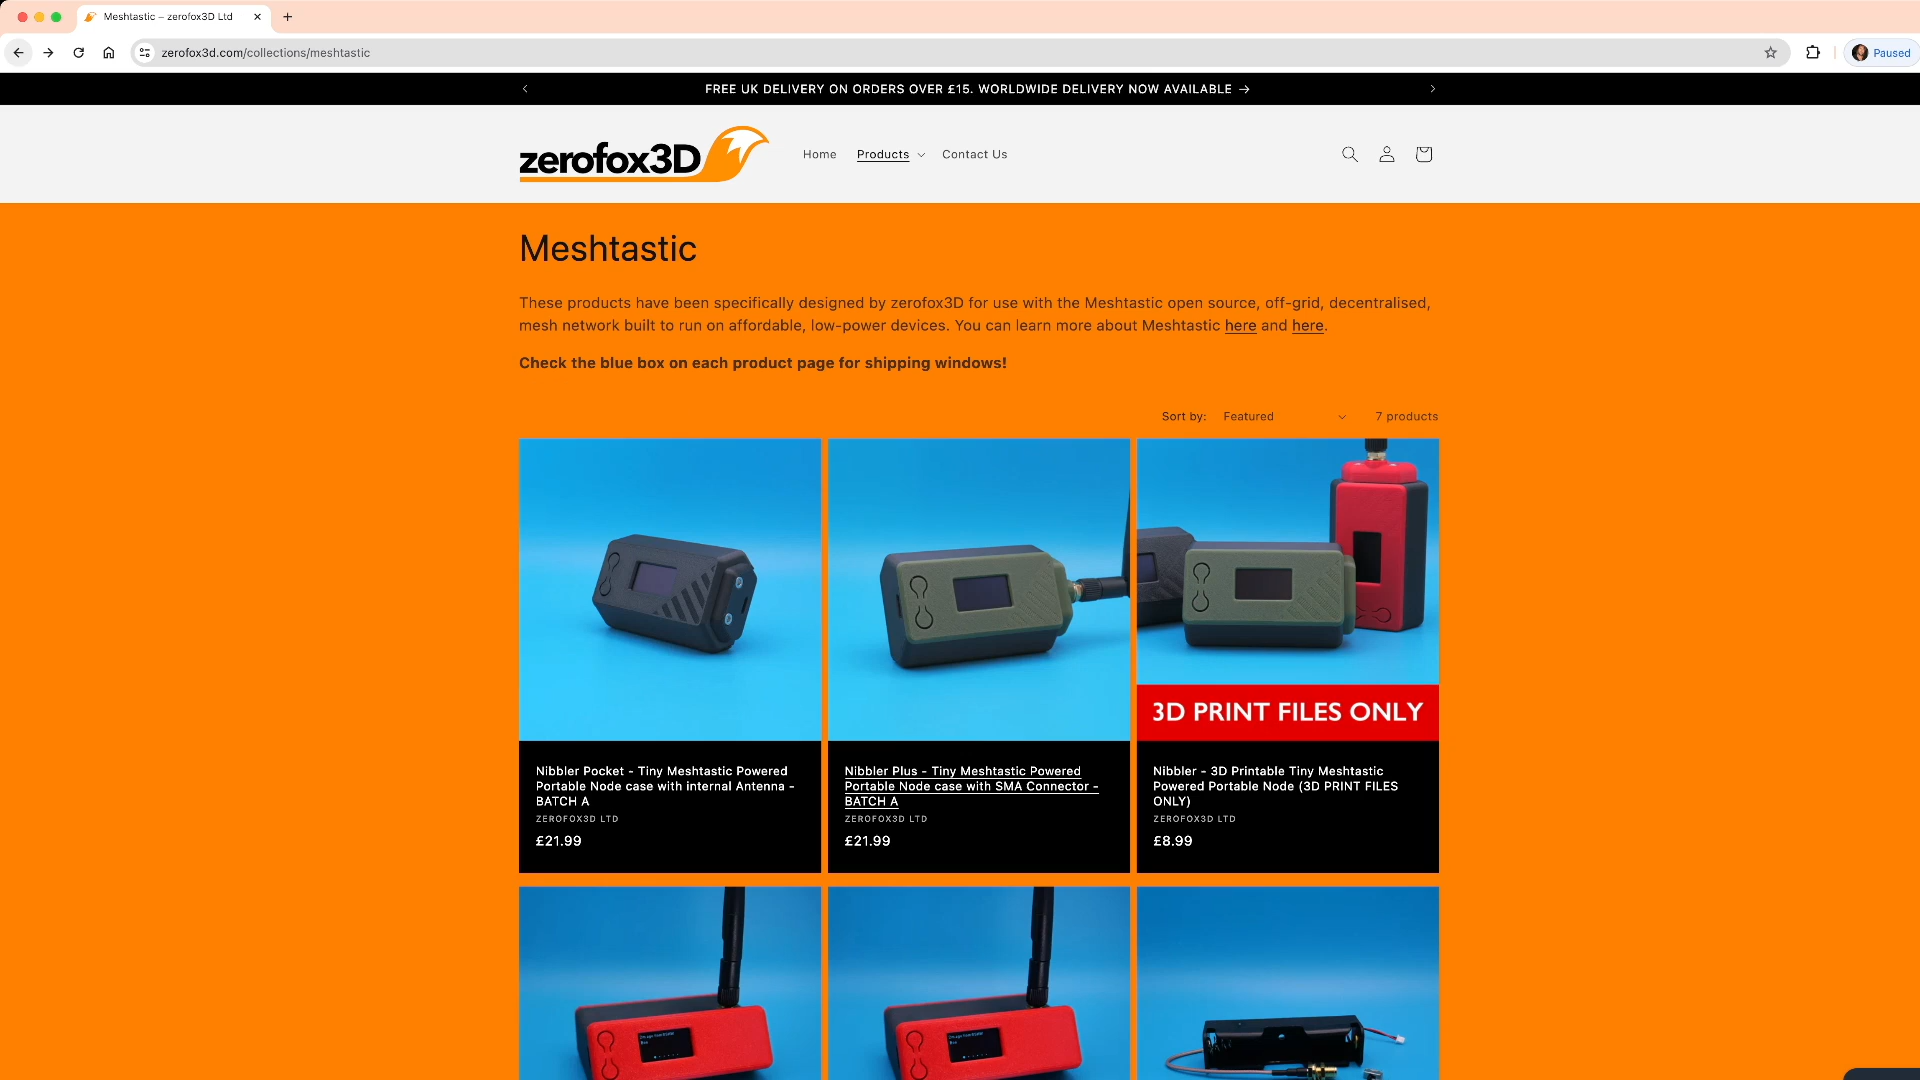 Meshtastic – zerofox3D Ltd
zerofox3d.com/collections/meshtastic
Paused
FREE UK DELIVERY ON ORDERS OVER £15. WORLDWIDE DELIVERY NOW AVAILABLE →
zerofox3D
Home
Products
Contact Us
Meshtastic
These products have been specifically designed by zerofox3D for use with the Meshtastic open source, off-grid, decentralised,
mesh network built to run on affordable, low-power devices. You can learn more about Meshtastic here and here.
Check the blue box on each product page for shipping windows!
Sort by:
Featured
7 products
3D PRINT FILES ONLY
Nibbler Pocket - Tiny Meshtastic Powered
Portable Node case with internal Antenna -
BATCH A
ZEROFOX3D LTD
£21.99
Nibbler Plus - Tiny Meshtastic Powered
Portable Node case with SMA Connector -
BATCH A
ZEROFOX3D LTD
£21.99
Nibbler - 3D Printable Tiny Meshtastic
Powered Portable Node (3D PRINT FILES
ONLY)
ZEROFOX3D LTD
£8.99